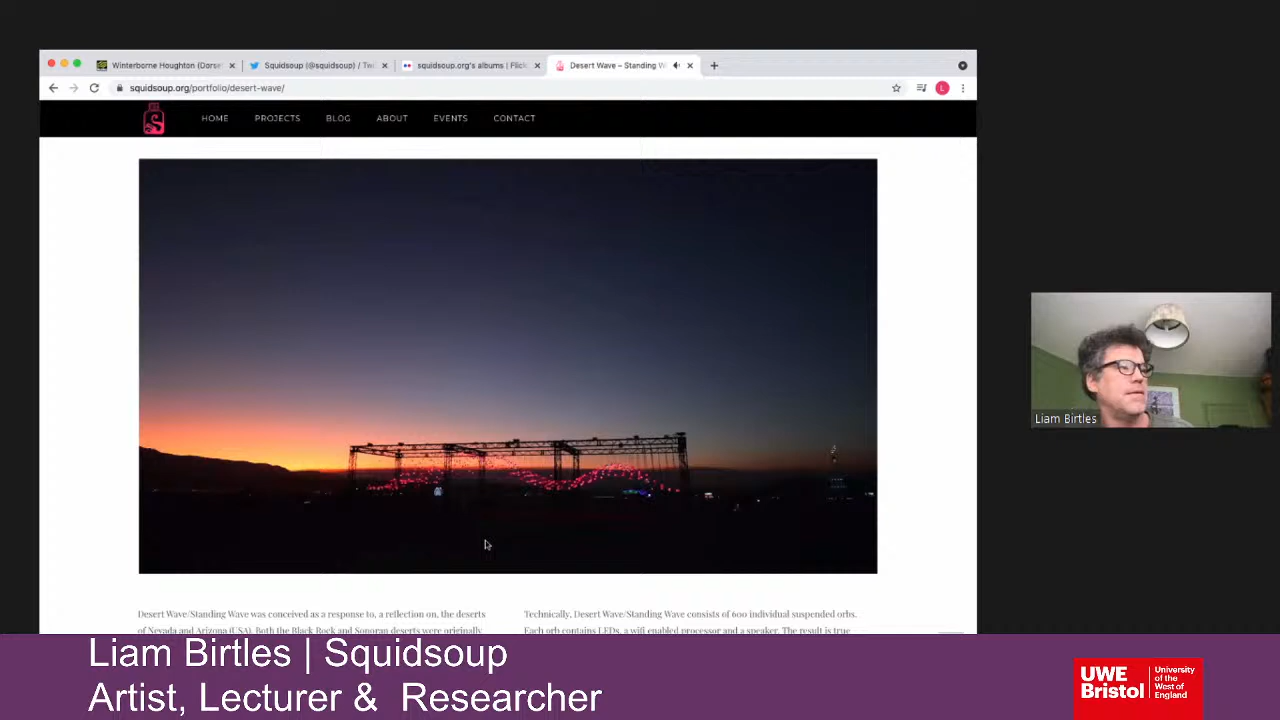 Winterborne Houghton (Dorse
Squidsoup (@squidsoup) / Tw
squidsoup.org's albums | Flick
Desert Wave – Standing W
squidsoup.org/portfolio/desert-wave/
L
S
HOME
PROJECTS
BLOG
ABOUT
EVENTS
CONTACT
Desert Wave/Standing Wave was conceived as a response to, a reflection on, the deserts
of Nevada and Arizona (USA). Both the Black Rock and Sonoran deserts were originally
Technically, Desert Wave/Standing Wave consists of 600 individual suspended orbs.
Each orb contains LEDs, a wifi enabled processor and a speaker. The result is true
Liam Birtles
Liam Birtles | Squidsoup
Artist, Lecturer & Researcher
UWE
Bristol
University
of the
West of
England